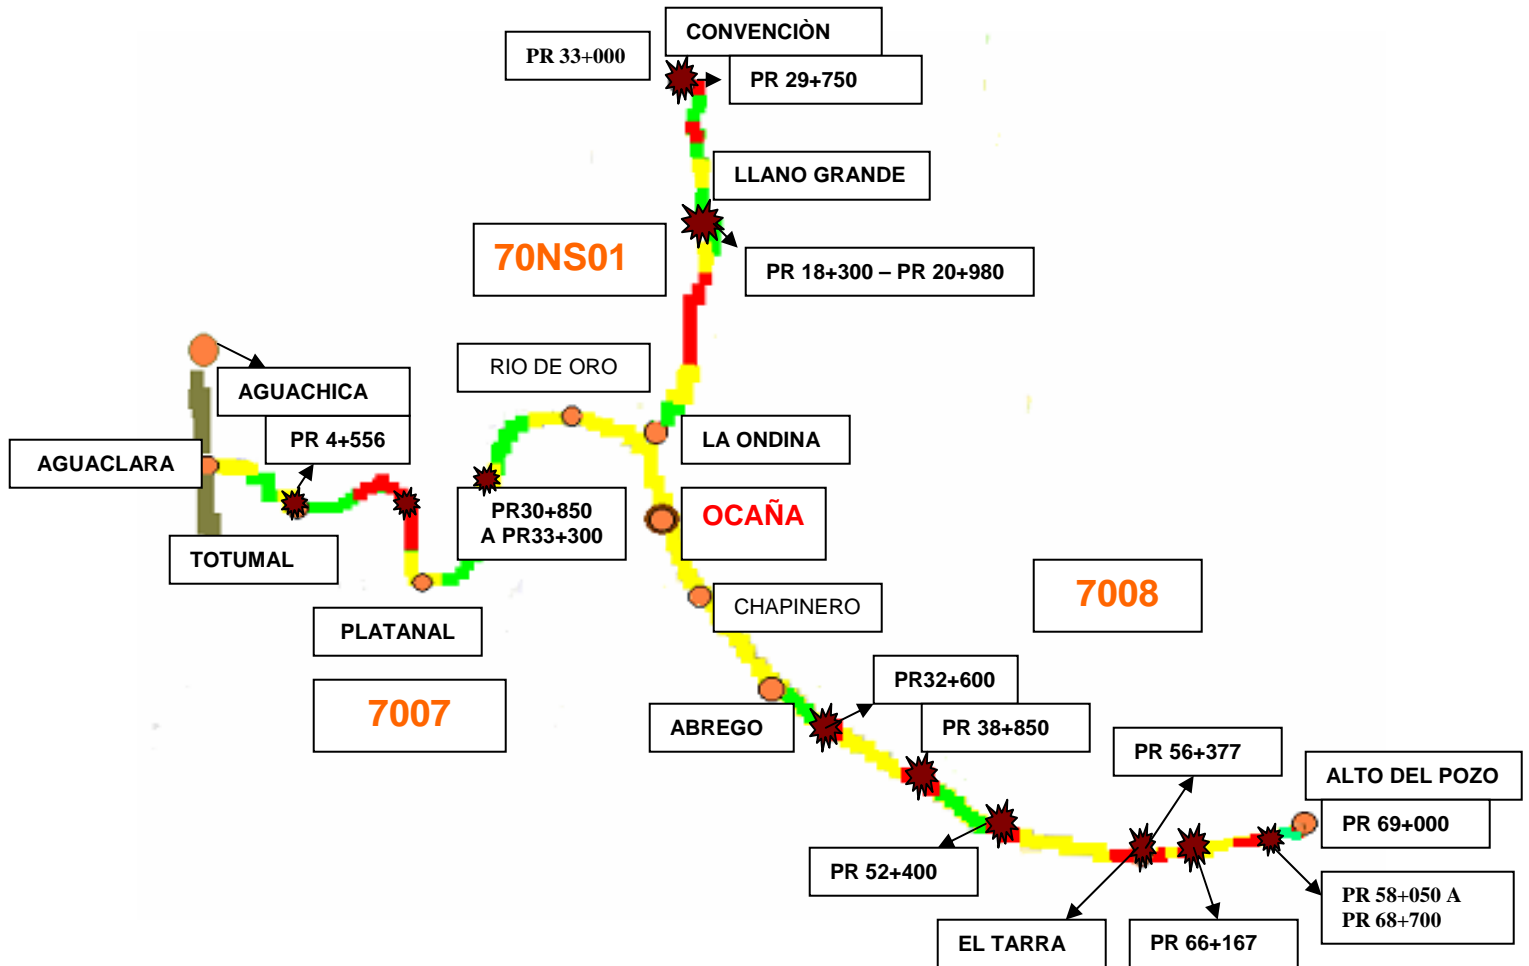 CONVENCIÒN
PR 33+000
PR 29+750
LLANO GRANDE
70NS01
PR 18+300 – PR 20+980
RIO DE ORO
AGUACHICA
PR 4+556
LA ONDINA
AGUACLARA
PR30+850
A PR33+300
OCAÑA
TOTUMAL
7008
CHAPINERO
PLATANAL
PR32+600
7007
ABREGO
PR 38+850
PR 56+377
ALTO DEL POZO
PR 69+000
PR 52+400
PR 58+050 A
PR 68+700
EL TARRA
PR 66+167